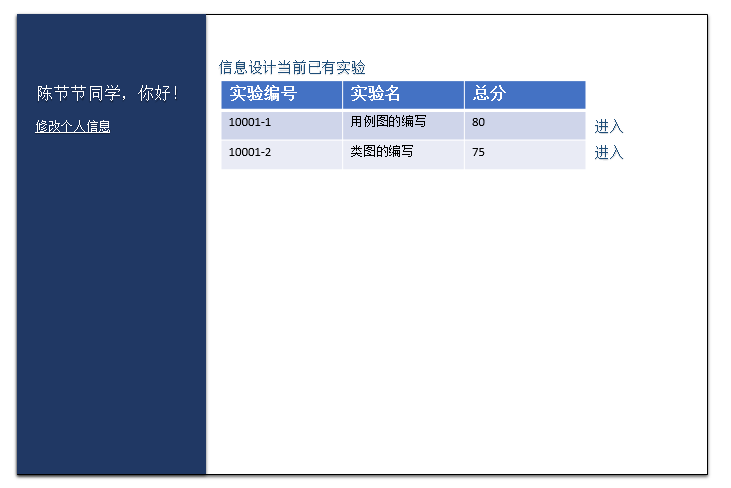 陈节节同学，你好！
修改个人信息
信息设计当前已有实验
实验编号 实验名 总分
10001-1 用例图的编写 80 进入
10001-2 类图的编写 75 进入